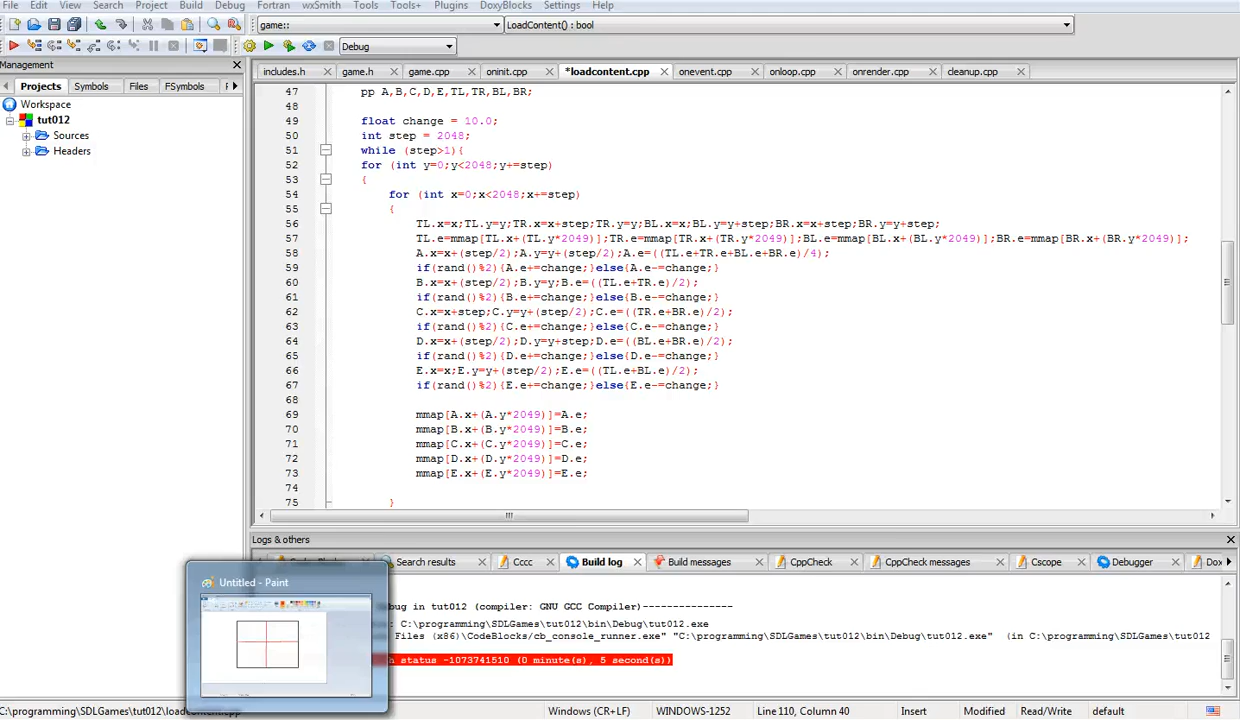 File Edit View Search Project Build Debug Fortran wxSmith Tools Tools+ Plugins DoxyBlocks Settings Help
game:: LoadContent() : bool
Debug
Management
includes.h game.h game.cpp oninit.cpp *loadcontent.cpp onevent.cpp onloop.cpp onrender.cpp cleanup.cpp
Projects Symbols Files FSymbols
Workspace
tut012
Sources
Headers
47 pp A,B,C,D,E,TL,TR,BL,BR;
48
49 float change = 10.0;
50 int step = 2048;
51 while (step>1){
52 for (int y=0;y<2048;y+=step)
53 {
54 for (int x=0;x<2048;x+=step)
55 {
56 TL.x=x;TL.y=y;TR.x=x+step;TR.y=y;BL.x=x;BL.y=y+step;BR.x=x+step;BR.y=y+step;
57 TL.e=mmap[TL.x+(TL.y*2049)];TR.e=mmap[TR.x+(TR.y*2049)];BL.e=mmap[BL.x+(BL.y*2049)];BR.e=mmap[BR.x+(BR.y*2049)];
58 A.x=x+(step/2);A.y=y+(step/2);A.e=((TL.e+TR.e+BL.e+BR.e)/4);
59 if(rand()%2){A.e+=change;}else{A.e-=change;}
60 B.x=x+(step/2);B.y=y;B.e=((TL.e+TR.e)/2);
61 if(rand()%2){B.e+=change;}else{B.e-=change;}
62 C.x=x+step;C.y=y+(step/2);C.e=((TR.e+BR.e)/2);
63 if(rand()%2){C.e+=change;}else{C.e-=change;}
64 D.x=x+(step/2);D.y=y+step;D.e=((BL.e+BR.e)/2);
65 if(rand()%2){D.e+=change;}else{D.e-=change;}
66 E.x=x;E.y=y+(step/2);E.e=((TL.e+BL.e)/2);
67 if(rand()%2){E.e+=change;}else{E.e-=change;}
68
69 mmap[A.x+(A.y*2049)]=A.e;
70 mmap[B.x+(B.y*2049)]=B.e;
71 mmap[C.x+(C.y*2049)]=C.e;
72 mmap[D.x+(D.y*2049)]=D.e;
73 mmap[E.x+(E.y*2049)]=E.e;
74
75 }
Logs & others
Search results Cccc Build log Build messages CppCheck CppCheck messages Cscope Debugger Dox
Untitled - Paint
ebug in tut012 (compiler: GNU GCC Compiler)---------------
: C:\programming\SDLGames\tut012\bin\Debug\tut012.exe
Files (x86)\CodeBlocks/cb_console_runner.exe" "C:\programming\SDLGames\tut012\bin\Debug\tut012.exe" (in C:\programming\SDLGames\tut012
h status -1073741510 (0 minute(s), 5 second(s))
C:\programming\SDLGames\tut012\loadcontent.cpp Windows (CR+LF) WINDOWS-1252 Line 110, Column 40 Insert Modified Read/Write default